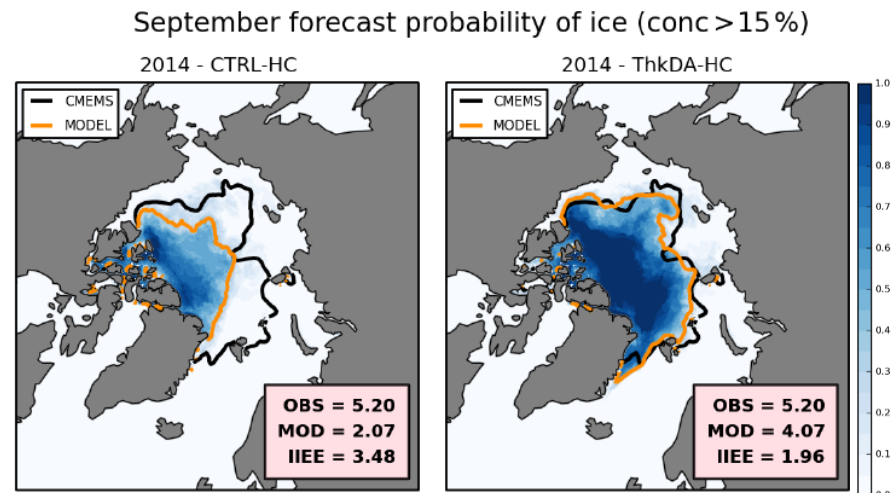 September forecast probability of ice (conc > 15 %)
2014 - CTRL-HC
CMEMS
MODEL
OBS = 5.20
MOD = 2.07
IIEE = 3.48
2014 - ThkDA-HC
CMEMS
MODEL
OBS = 5.20
MOD = 4.07
IIEE = 1.96
1.0
0.9
0.8
0.7
0.6
0.5
0.4
0.3
0.2
0.1